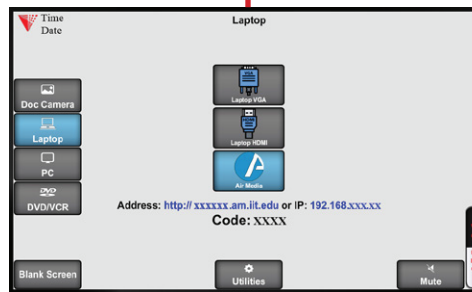 Time
Date
Laptop
Doc Camera
Laptop
PC
DVD/VCR
Laptop VGA
Laptop HDMI
Air Media
Address: http:// xxxxxx.am.iit.edu or IP: 192.168.xxx.xx
Code: XXXX
Blank Screen
Utilities
Mute